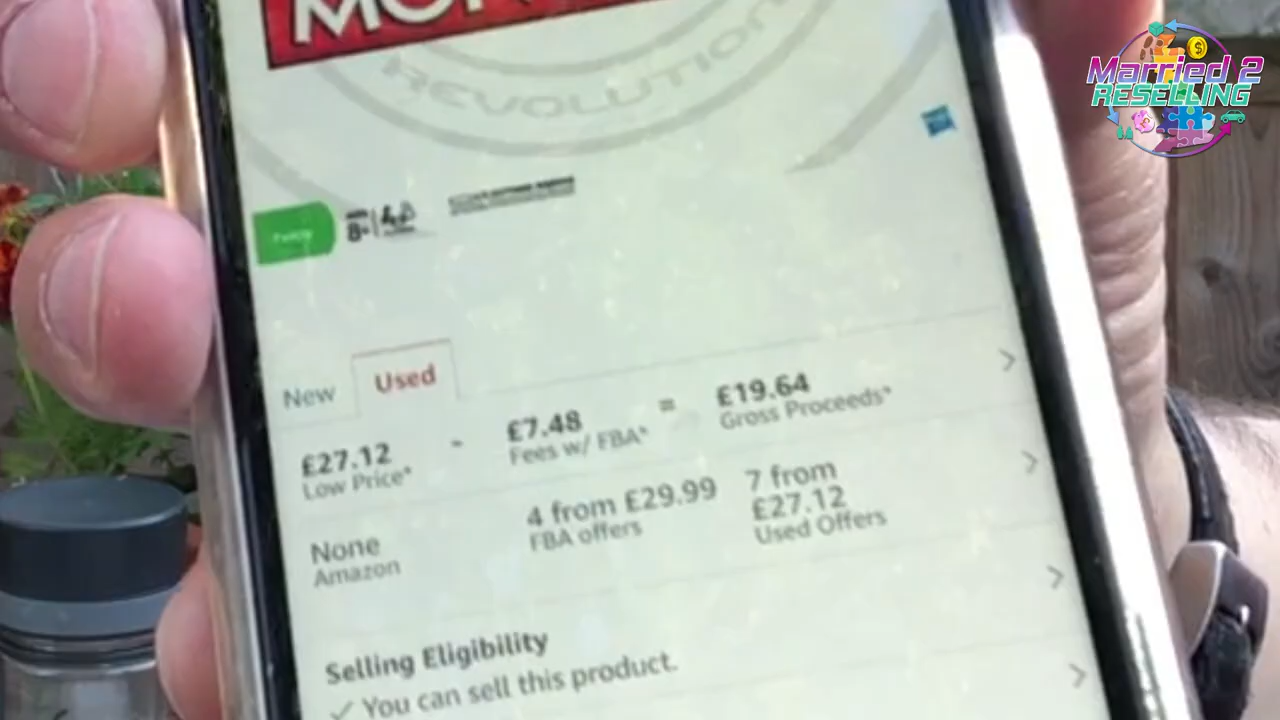 MON
REVOLUTION
Married 2
RESELLING
$
8+
New
Used
£27.12
Low Price*
-
£7.48
Fees w/ FBA*
=
£19.64
Gross Proceeds*
None
Amazon
4 from £29.99
FBA offers
7 from
£27.12
Used Offers
Selling Eligibility
✓ You can sell this product.